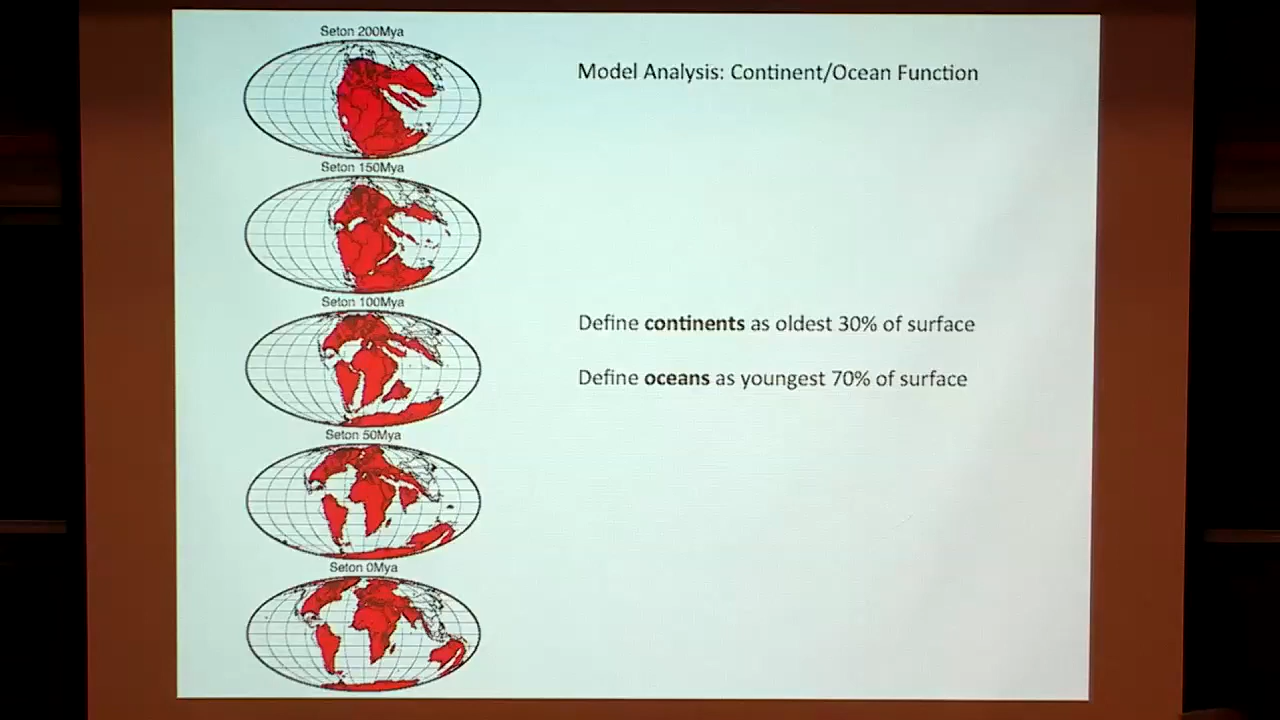 Seton 200Mya
Model Analysis: Continent/Ocean Function
Seton 150Mya
Seton 100Mya
Define continents as oldest 30% of surface
Define oceans as youngest 70% of surface
Seton 50Mya
Seton 0Mya